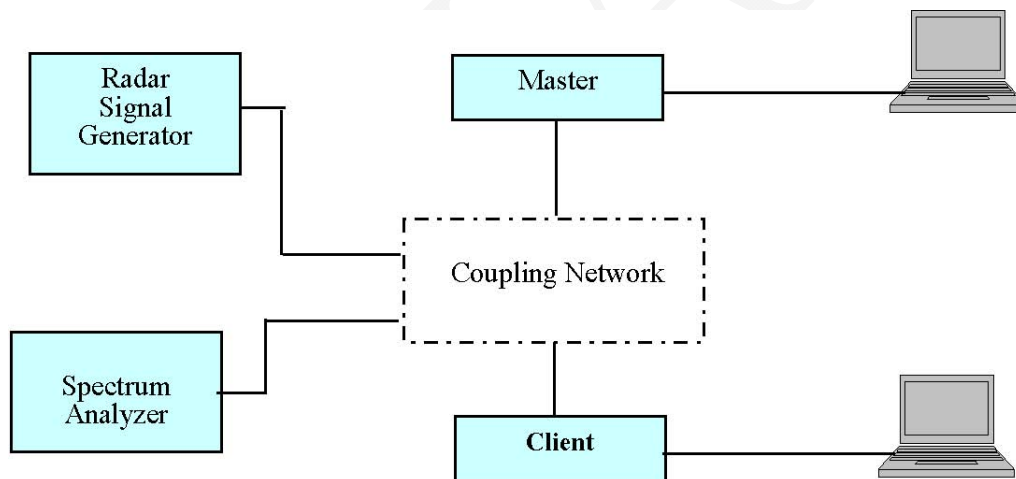 Radar
Signal
Generator
Master
Coupling Network
Spectrum
Analyzer
Client